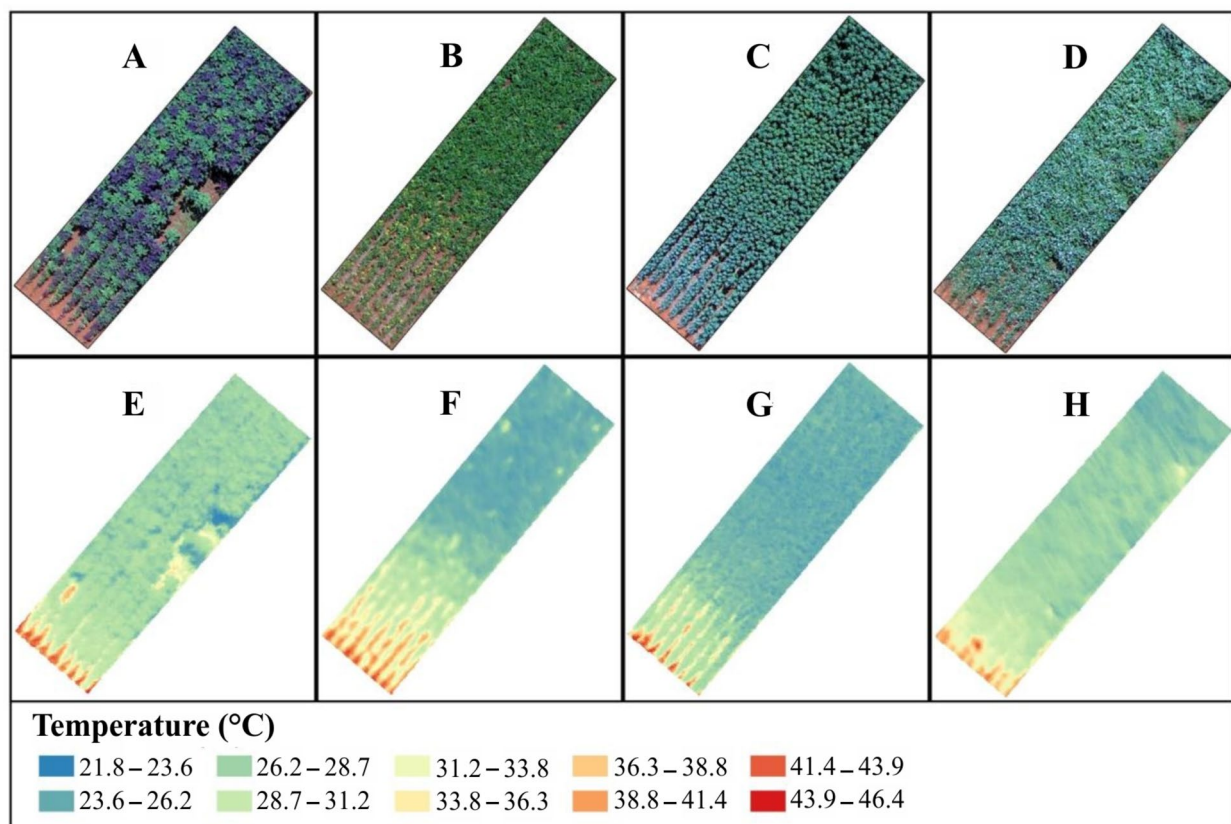 A B C D
E F G H
Temperature (°C)
21.8 – 23.6 26.2 – 28.7 31.2 – 33.8 36.3 – 38.8 41.4 – 43.9
23.6 – 26.2 28.7 – 31.2 33.8 – 36.3 38.8 – 41.4 43.9 – 46.4